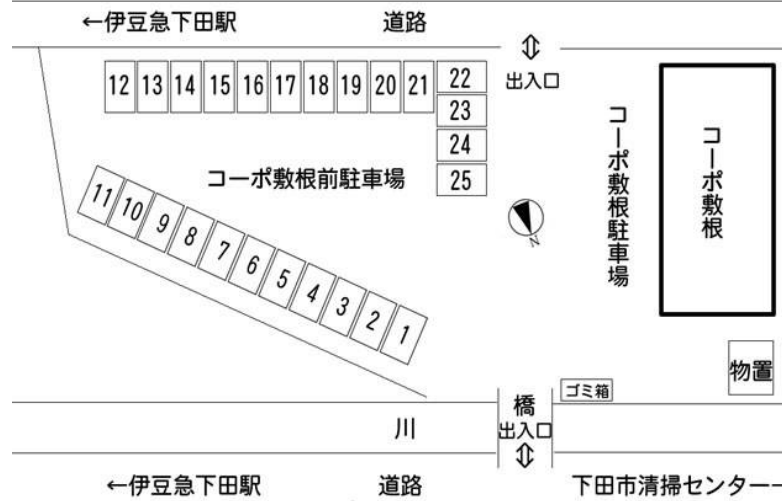 ←伊豆急下田駅
道路
出入口
12 13 14 15 16 17 18 19 20 21
22
23
24
25
コーポ敷根前駐車場
コーポ敷根駐車場
コーポ敷根
11 10 9 8 7 6 5 4 3 2 1
N
物置
ゴミ箱
橋
出入口
川
←伊豆急下田駅
道路
下田市清掃センター→